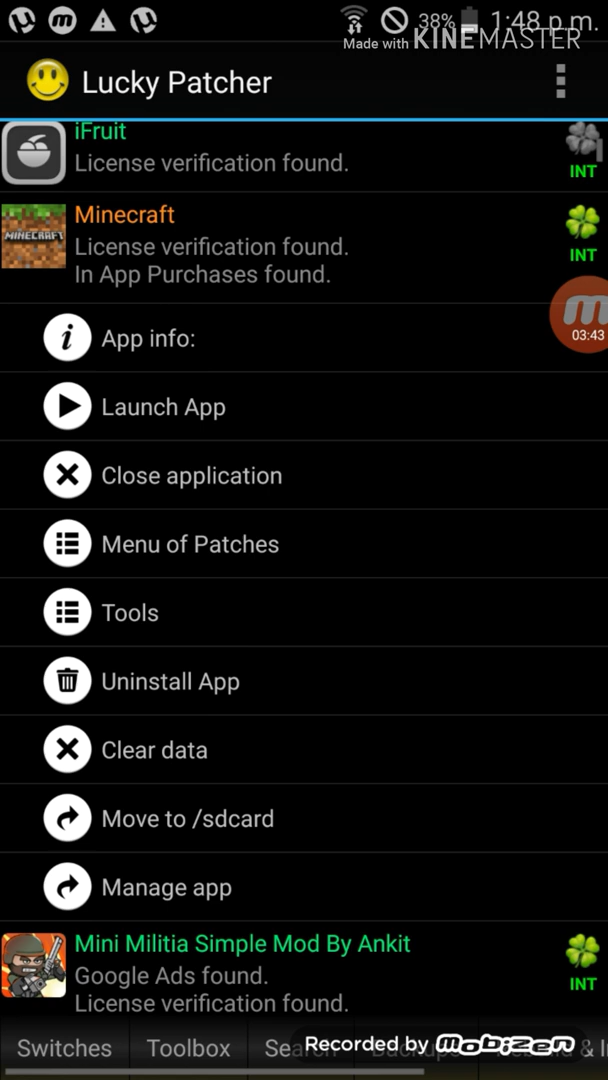 38% 1:48 p.m.
Made with KINEMASTER
Lucky Patcher
iFruit
License verification found.
INT
Minecraft
MINECRAFT
License verification found.
INT
In App Purchases found.
03:43
App info:
Launch App
Close application
Menu of Patches
Tools
Uninstall App
Clear data
Move to /sdcard
Manage app
Mini Militia Simple Mod By Ankit
Google Ads found.
INT
License verification found.
Switches Toolbox Search Backups Rebuild & I
Recorded by mobizen